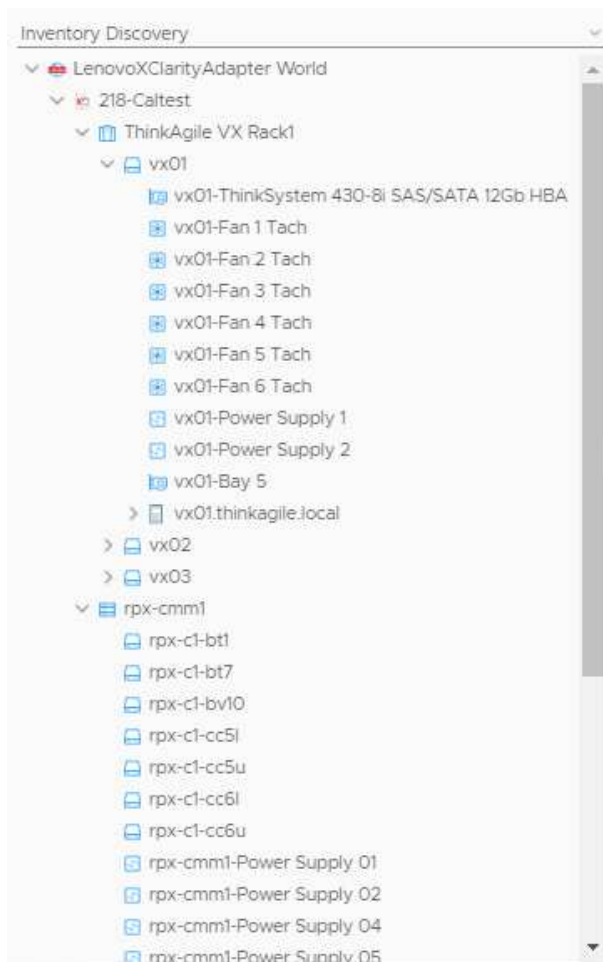 Inventory Discovery
LenovoXClarityAdapter World
218-Caltest
ThinkAgile VX Rack1
vx01
vx01-ThinkSystem 430-8i SAS/SATA 12Gb HBA
vx01-Fan 1 Tach
vx01-Fan 2 Tach
vx01-Fan 3 Tach
vx01-Fan 4 Tach
vx01-Fan 5 Tach
vx01-Fan 6 Tach
vx01-Power Supply 1
vx01-Power Supply 2
vx01-Bay 5
vx01.thinkagile.local
vx02
vx03
rpx-cmm1
rpx-c1-bt1
rpx-c1-bt7
rpx-c1-bv10
rpx-c1-cc5l
rpx-c1-cc5u
rpx-c1-cc6l
rpx-c1-cc6u
rpx-cmm1-Power Supply 01
rpx-cmm1-Power Supply 02
rpx-cmm1-Power Supply 04
rpx-cmm1-Power Supply 05